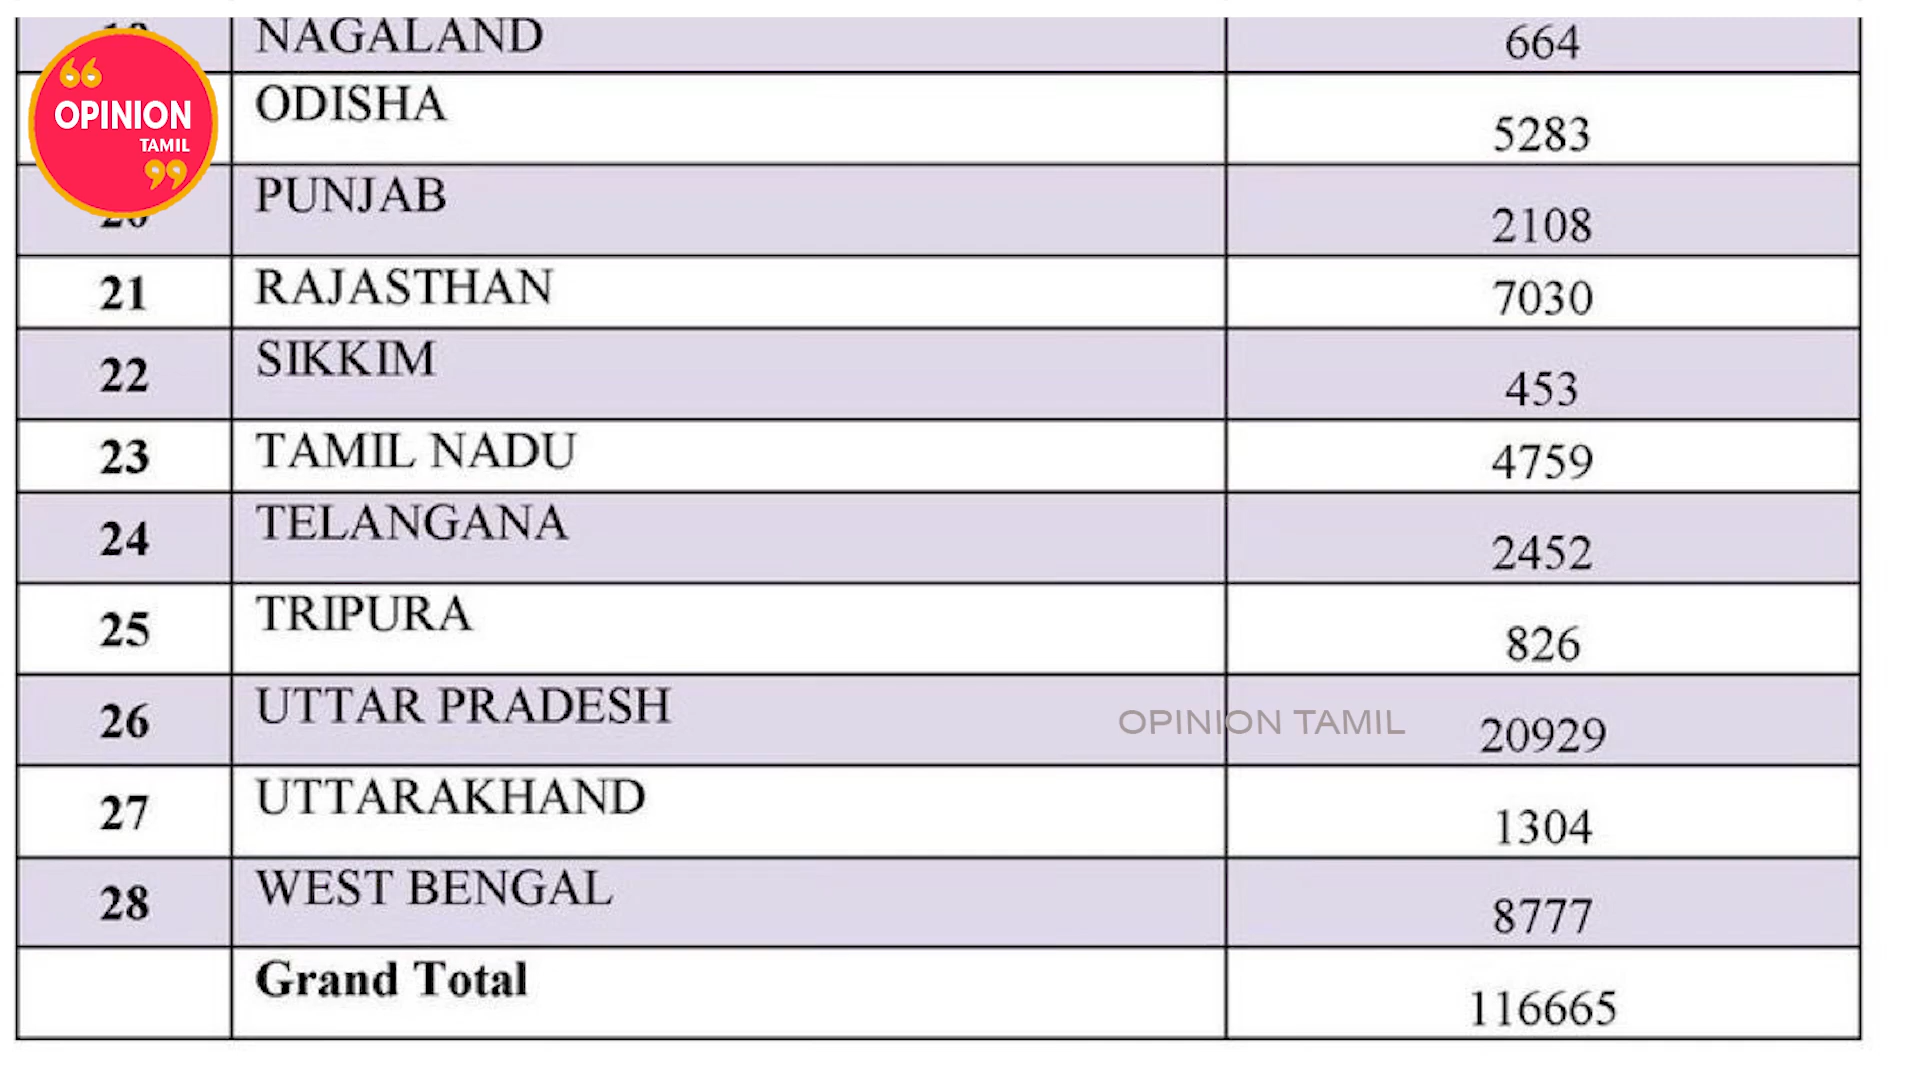 NAGALAND 664
ODISHA 5283
20 PUNJAB 2108
21 RAJASTHAN 7030
22 SIKKIM 453
23 TAMIL NADU 4759
24 TELANGANA 2452
25 TRIPURA 826
26 UTTAR PRADESH 20929
27 UTTARAKHAND 1304
28 WEST BENGAL 8777
Grand Total 116665
OPINION
TAMIL
OPINION TAMIL